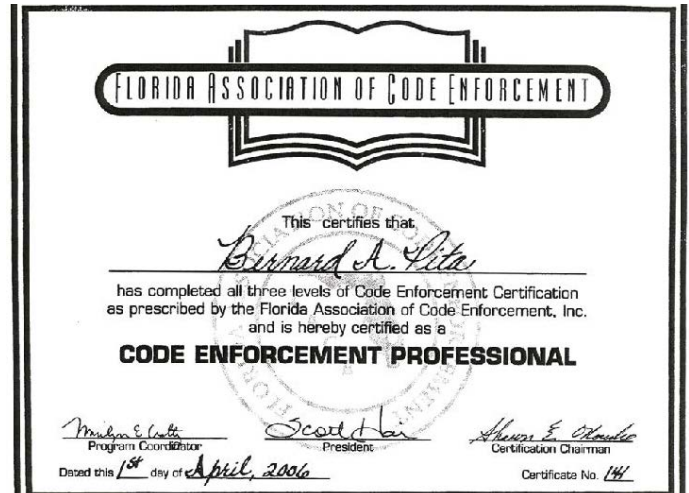 FLORIDA ASSOCIATION OF CODE ENFORCEMENT
This certifies that
Bernard A. Pita
has completed all three levels of Code Enforcement Certification
as prescribed by the Florida Association of Code Enforcement, Inc.
and is hereby certified as a
CODE ENFORCEMENT PROFESSIONAL
Program Coordinator
President
Certification Chairman
Dated this 1st day of April, 2006
Certificate No. 141